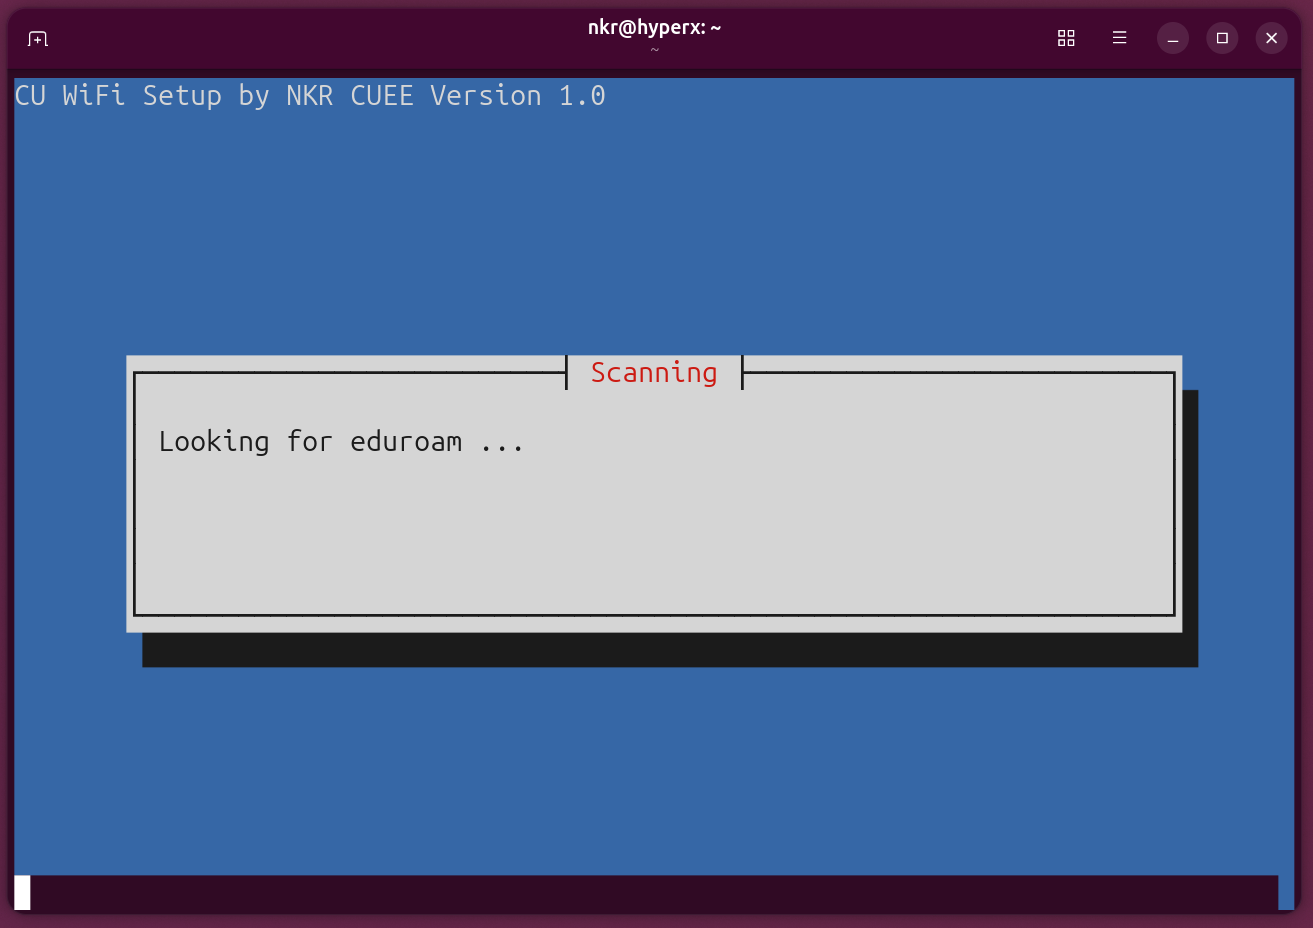 nkr@hyperx: ~
~
CU WiFi Setup by NKR CUEE Version 1.0
Scanning
Looking for eduroam ...